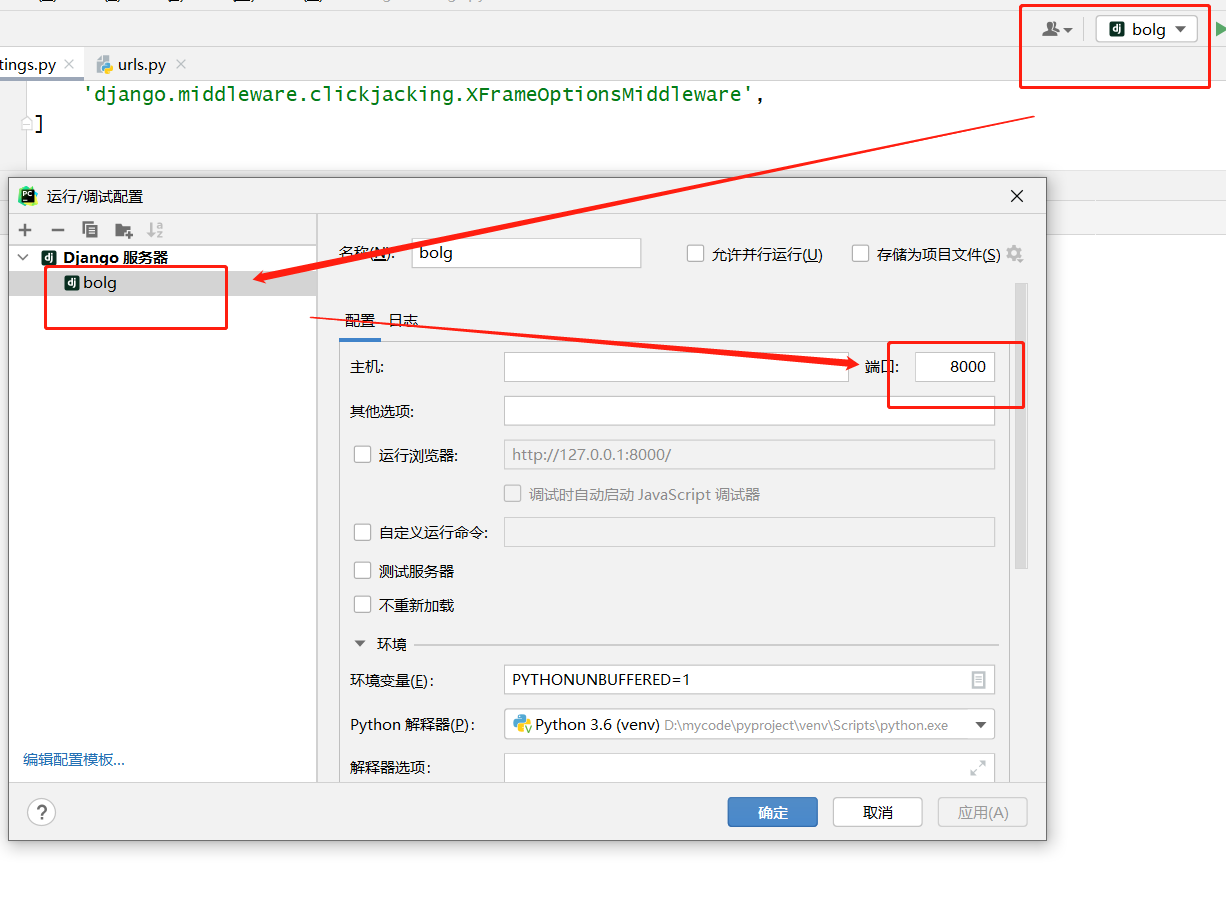 bolg
tings.py urls.py
'django.middleware.clickjacking.XFrameOptionsMiddleware',
]
运行/调试配置
Django 服务器
bolg
名称(N): bolg 允许并行运行(U) 存储为项目文件(S)
配置 日志
主机: 端口: 8000
其他选项:
运行浏览器: http://127.0.0.1:8000/
调试时自动启动 JavaScript 调试器
自定义运行命令:
测试服务器
不重新加载
环境
环境变量(E): PYTHONUNBUFFERED=1
Python 解释器(P): Python 3.6 (venv) D:\mycode\pyproject\venv\Scripts\python.exe
编辑配置模板...
解释器选项:
? 确定 取消 应用(A)